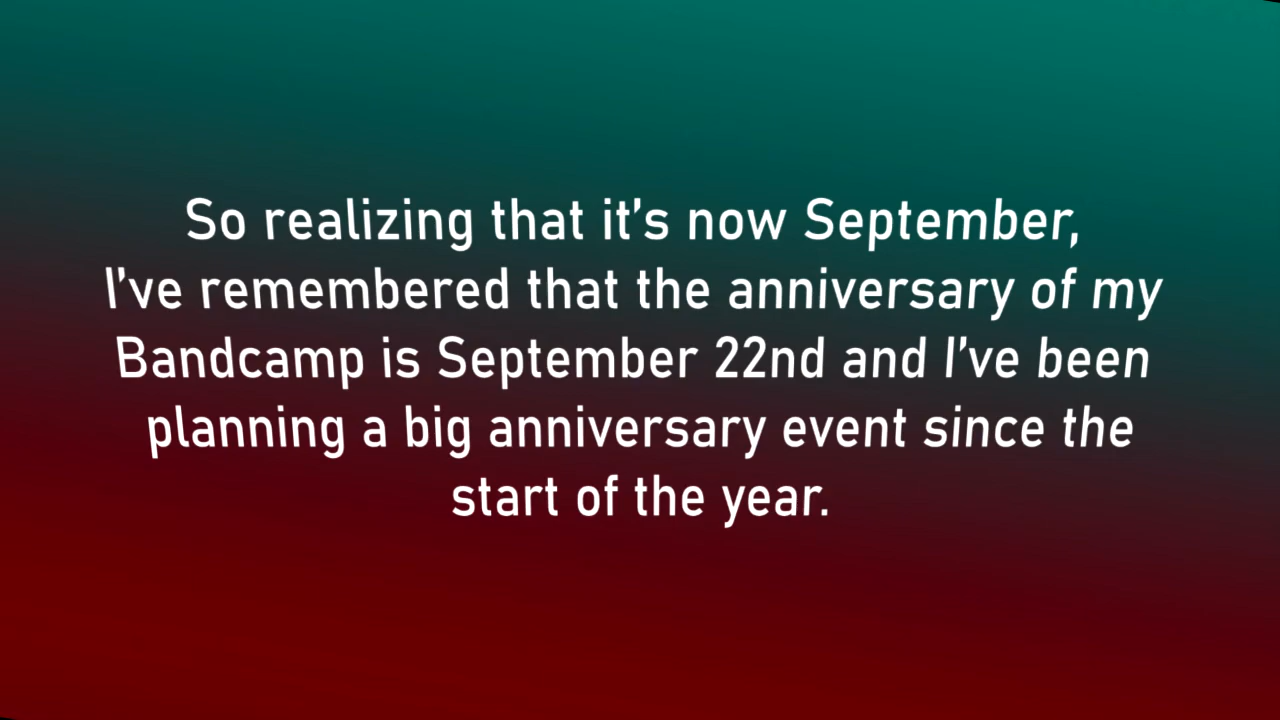 So realizing that it's now September,
I've remembered that the anniversary of my
Bandcamp is September 22nd and I've been
planning a big anniversary event since the
start of the year.